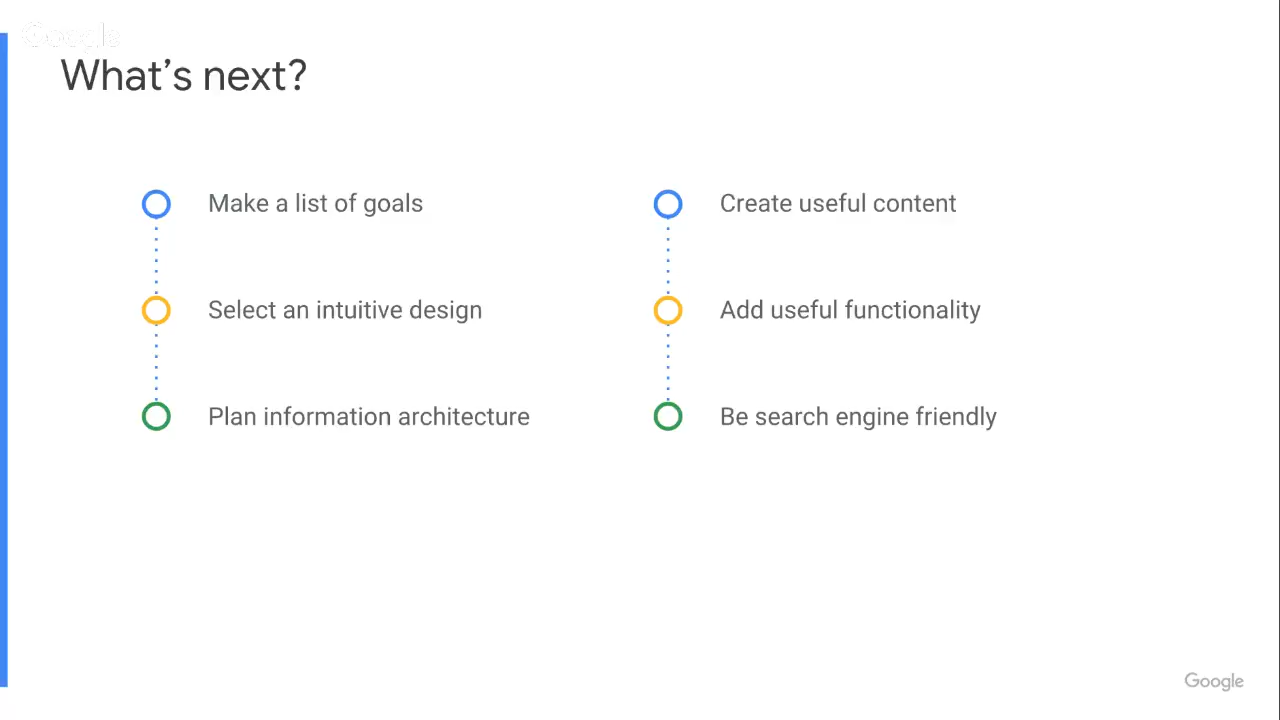 Google
What's next?
Make a list of goals
Select an intuitive design
Plan information architecture
Create useful content
Add useful functionality
Be search engine friendly
Google